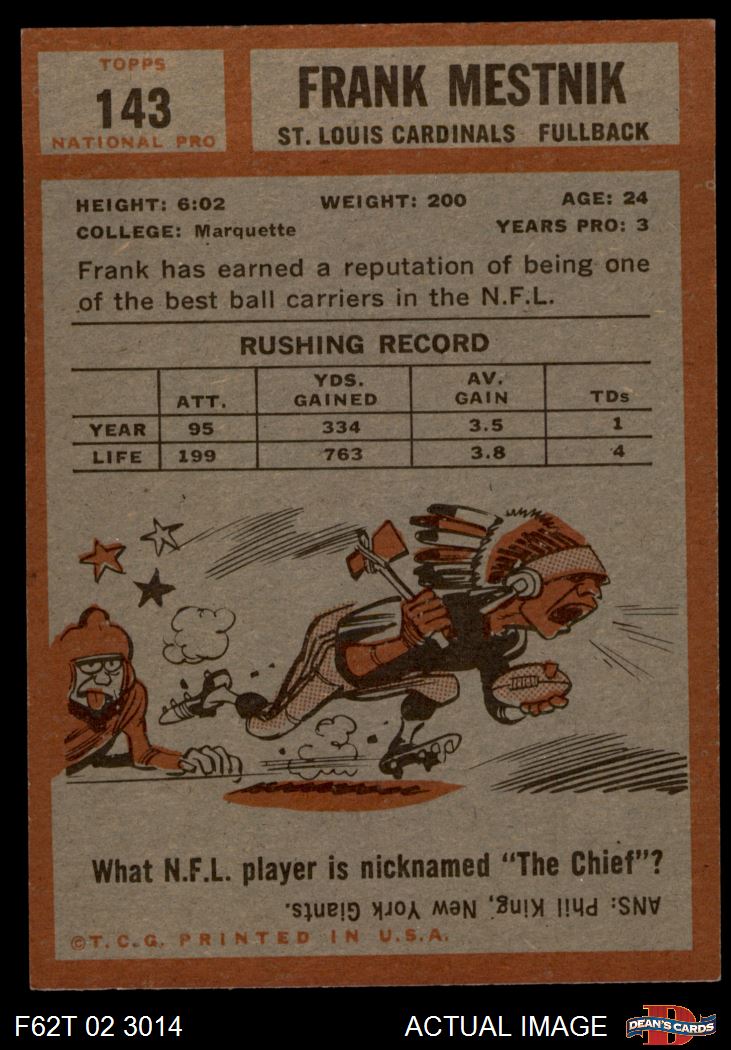 TOPPS
143
NATIONAL PRO
FRANK MESTNIK
ST. LOUIS CARDINALS FULLBACK
HEIGHT: 6:02 WEIGHT: 200 AGE: 24
COLLEGE: Marquette YEARS PRO: 3
Frank has earned a reputation of being one
of the best ball carriers in the N.F.L.
RUSHING RECORD
ATT. YDS. GAINED AV. GAIN TDs
YEAR 95 334 3.5 1
LIFE 199 763 3.8 4
What N.F.L. player is nicknamed “The Chief”?
ANS: Phil King, New York Giants.
©T.C.G. PRINTED IN U.S.A.
F62T 02 3014 ACTUAL IMAGE
D
DEAN'S CARDS